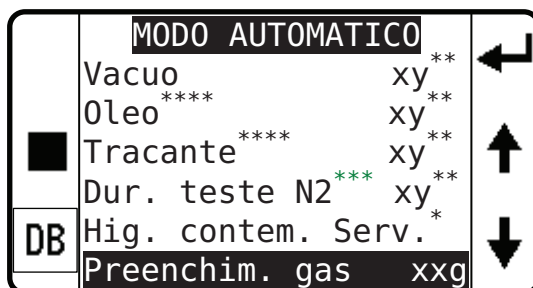 MODO AUTOMATICO
Vacuo xy**
Oleo**** xy**
Tracante**** xy**
Dur. teste N2*** xy**
Hig. contem. Serv.*
DB
Preenchim. gas xxg